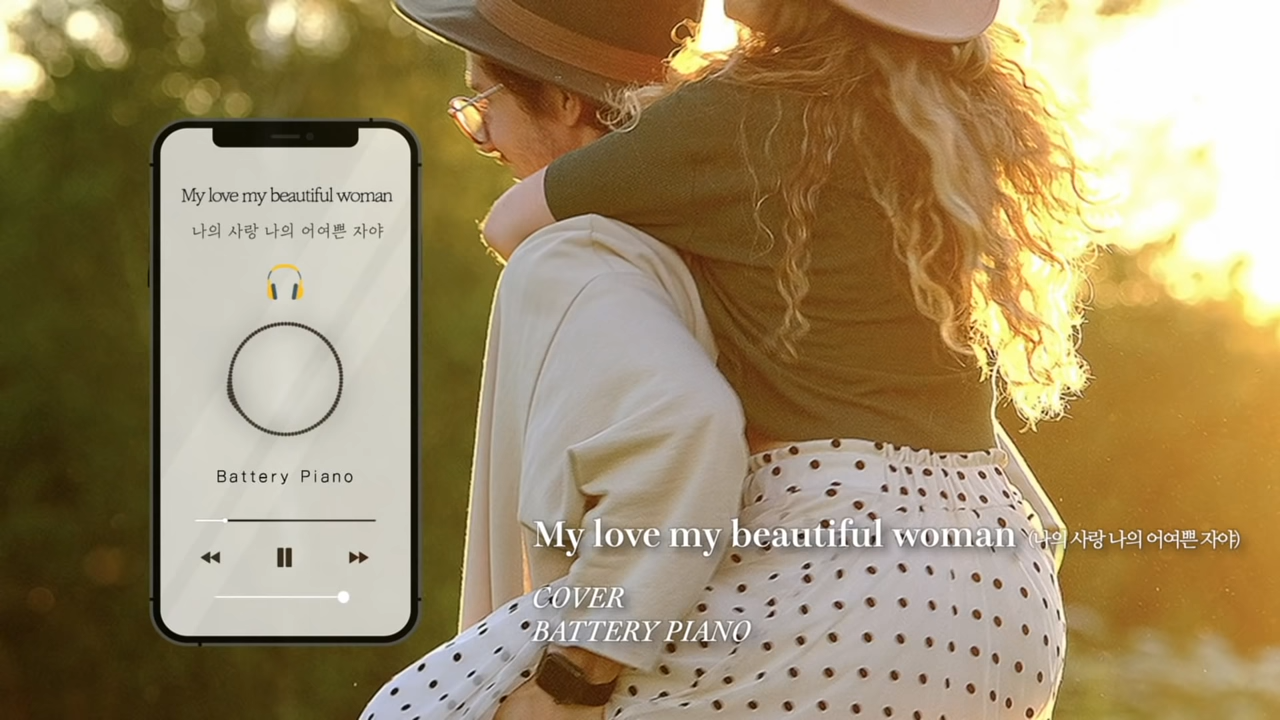 My love my beautiful woman
나의 사랑 나의 어여쁜 자야
Battery Piano
My love my beautiful woman (나의 사랑 나의 어여쁜 자야)
COVER
BATTERY PIANO